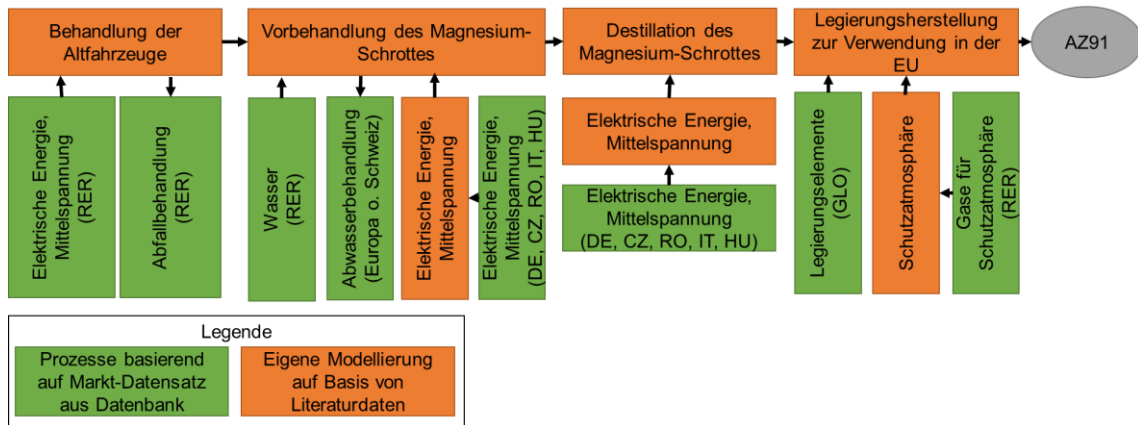 Behandlung der
Altfahrzeuge
Vorbehandlung des Magnesium-
Schrottes
Destillation des
Magnesium-Schrottes
Legierungsherstellung
zur Verwendung in der
EU
AZ91
Elektrische Energie,
Mittelspannung
(RER)
Abfallbehandlung
(RER)
Wasser
(RER)
Abwasserbehandlung
(Europa o. Schweiz)
Elektrische Energie,
Mittelspannung
Elektrische Energie,
Mittelspannung
(DE, CZ, RO, IT, HU)
Elektrische Energie,
Mittelspannung
Elektrische Energie,
Mittelspannung
(DE, CZ, RO, IT, HU)
Legierungselemente
(GLO)
Schutzatmosphäre
Gase für
Schutzatmosphäre
(RER)
Legende
Prozesse basierend
auf Markt-Datensatz
aus Datenbank
Eigene Modellierung
auf Basis von
Literaturdaten